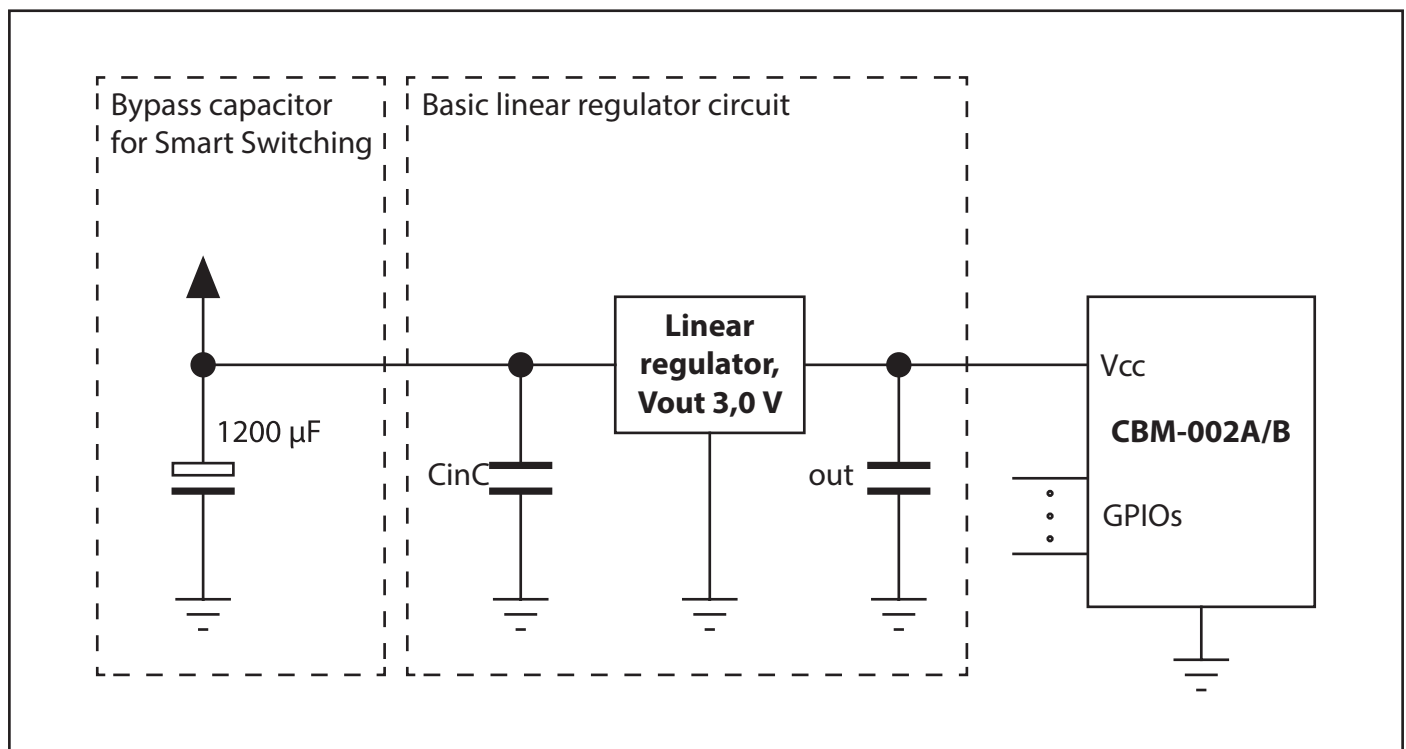 Bypass capacitor
for Smart Switching
Basic linear regulator circuit
Linear
regulator,
Vout 3,0 V
1200 µF
CinC
out
Vcc
CBM-002A/B
GPIOs